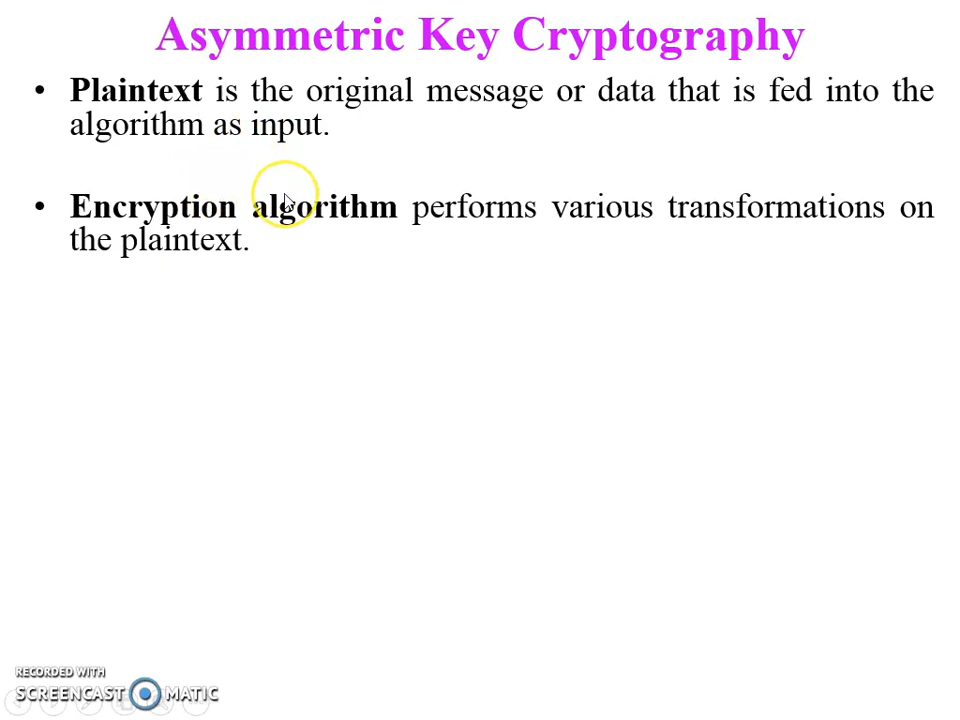 Asymmetric Key Cryptography
• Plaintext is the original message or data that is fed into the
algorithm as input.
• Encryption algorithm performs various transformations on
the plaintext.
RECORDED WITH
SCREENCAST MATIC